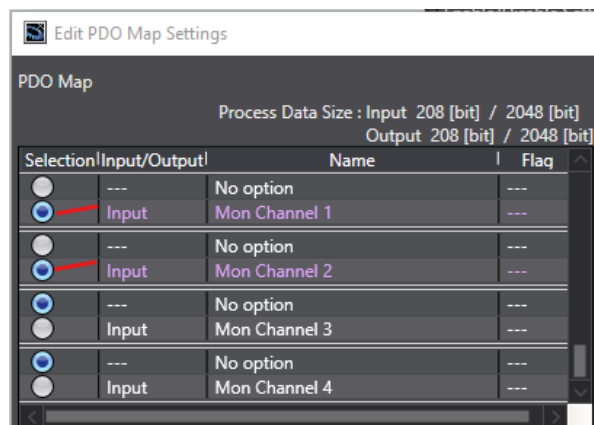 Edit PDO Map Settings
PDO Map
Process Data Size : Input 208 [bit] / 2048 [bit]
Output 208 [bit] / 2048 [bit]
Selection Input/Output Name Flag
--- No option ---
Input Mon Channel 1 ---
--- No option ---
Input Mon Channel 2 ---
--- No option ---
Input Mon Channel 3 ---
--- No option ---
Input Mon Channel 4 ---